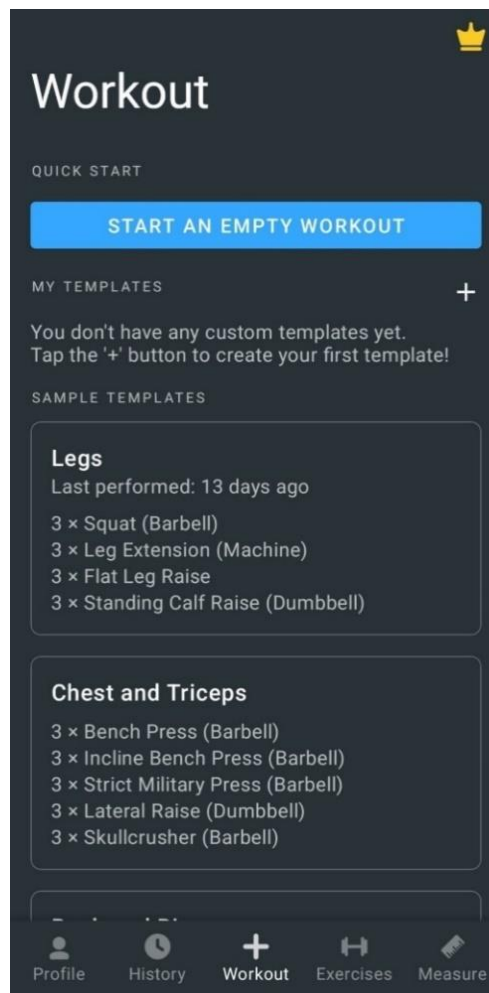 Workout
QUICK START
START AN EMPTY WORKOUT
MY TEMPLATES +
You don't have any custom templates yet.
Tap the '+' button to create your first template!
SAMPLE TEMPLATES
Legs
Last performed: 13 days ago
3 × Squat (Barbell)
3 × Leg Extension (Machine)
3 × Flat Leg Raise
3 × Standing Calf Raise (Dumbbell)
Chest and Triceps
3 × Bench Press (Barbell)
3 × Incline Bench Press (Barbell)
3 × Strict Military Press (Barbell)
3 × Lateral Raise (Dumbbell)
3 × Skullcrusher (Barbell)
Profile History Workout Exercises Measure